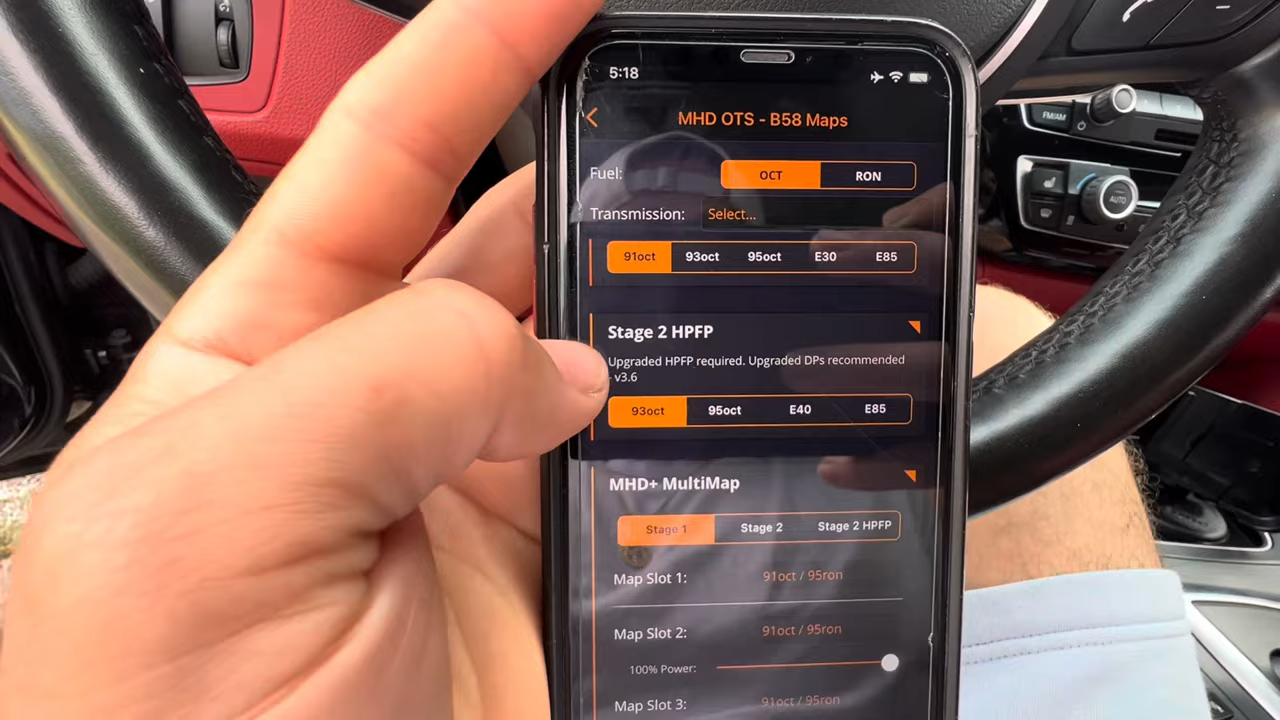 5:18
MHD OTS - B58 Maps
Fuel: OCT RON
Transmission: Select...
91oct 93oct 95oct E30 E85
Stage 2 HPFP
Upgraded HPFP required. Upgraded DPs recommended
- v3.6
93oct 95oct E40 E85
MHD+ MultiMap
Stage 1 Stage 2 Stage 2 HPFP
Map Slot 1: 91oct / 95ron
Map Slot 2: 91oct / 95ron
100% Power:
Map Slot 3: 91oct / 95ron
FM/AM
AUTO